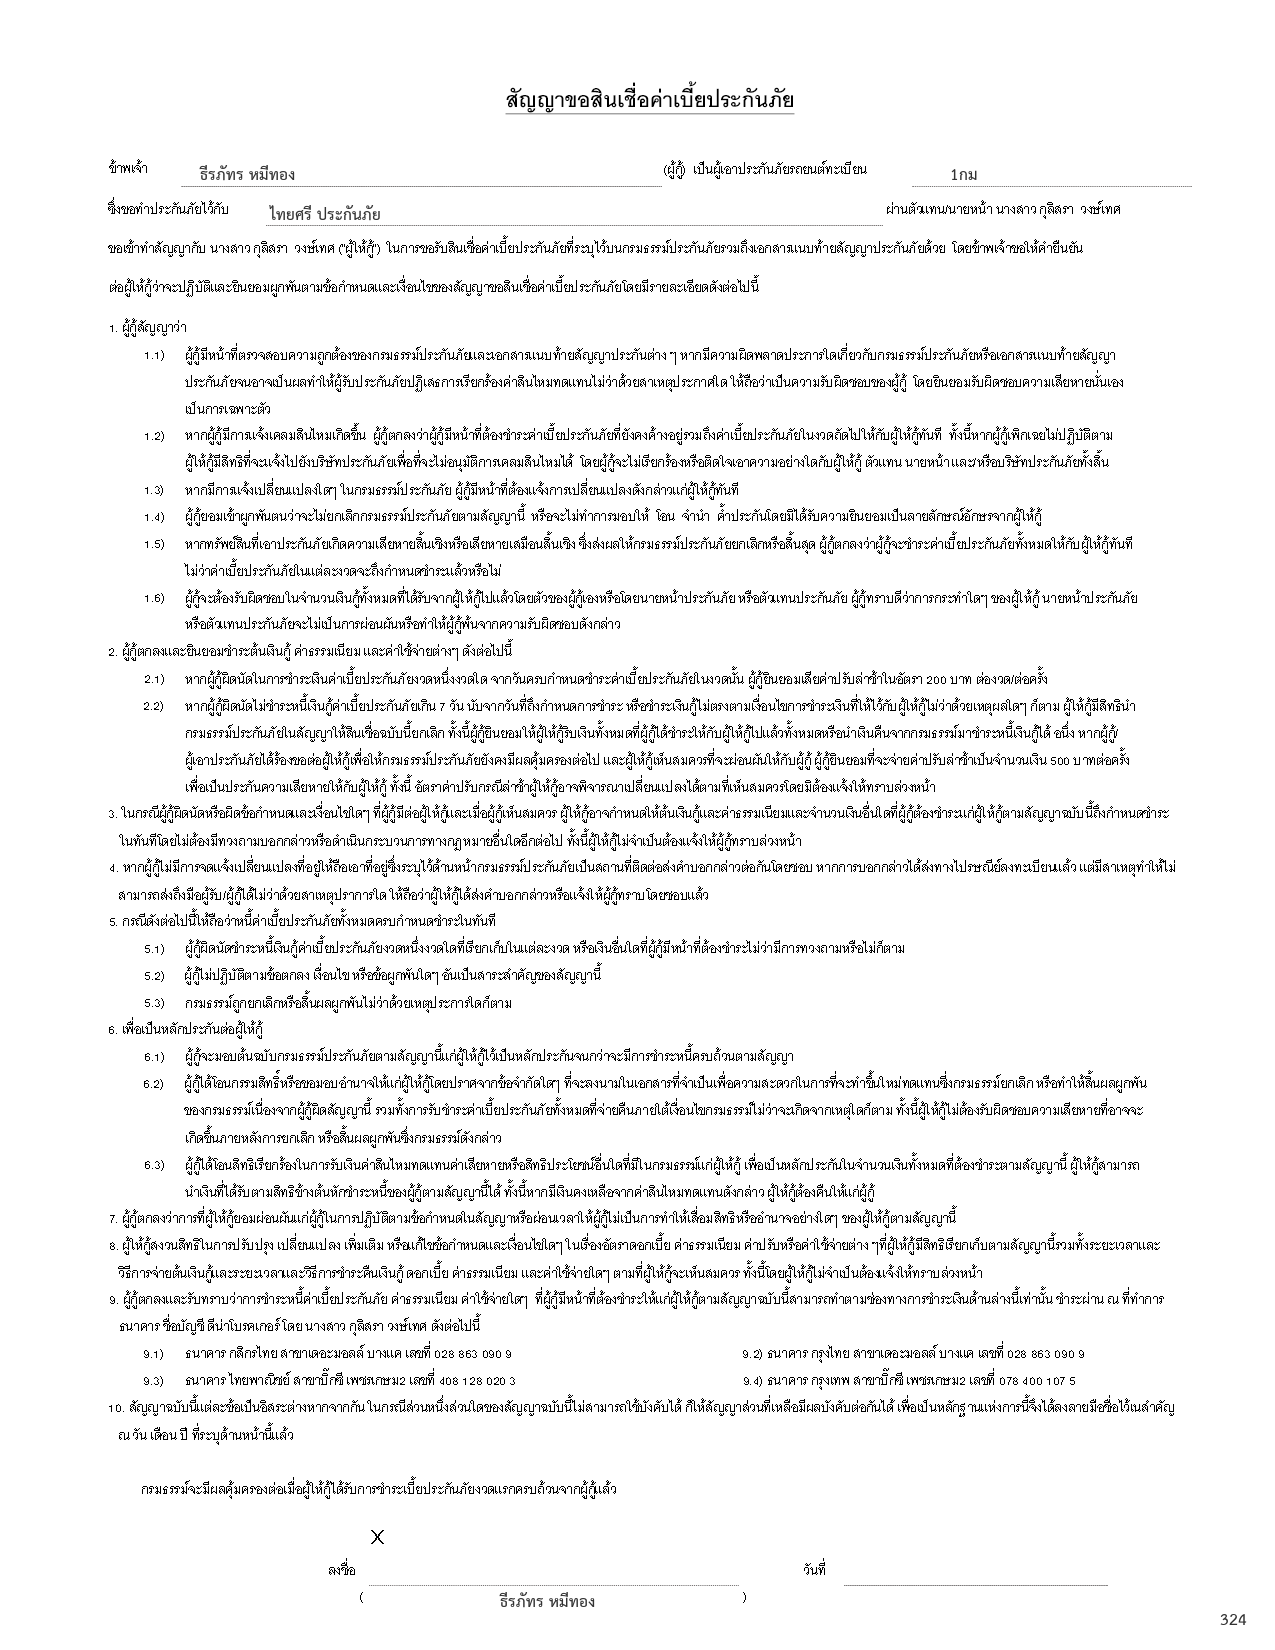 สัญญาขอสินเชื่อค่าเบี้ยประกันภัย
ข้าพเจ้า ธีรภัทร หมีทอง (ผู้กู้) เป็นผู้เอาประกันภัยรถยนต์ทะเบียน 1กม
ซึ่งขอทำประกันภัยไว้กับ ไทยศรี ประกันภัย ผ่านตัวแทน/นายหน้า นางสาว กุลิสรา วงษ์เทศ
ขอเข้าทำสัญญากับ นางสาว กุลิสรา วงษ์เทศ ("ผู้ให้กู้") ในการขอรับสินเชื่อค่าเบี้ยประกันภัยที่ระบุไว้บนกรมธรรม์ประกันภัยรวมถึงเอกสารแนบท้ายสัญญาประกันภัยด้วย โดยข้าพเจ้าขอให้คำยืนยัน
ต่อผู้ให้กู้ว่าจะปฏิบัติและยินยอมผูกพันตามข้อกำหนดและเงื่อนไขของสัญญาขอสินเชื่อค่าเบี้ยประกันภัยโดยมีรายละเอียดดังต่อไปนี้
1. ผู้กู้สัญญาว่า
1.1) ผู้กู้มีหน้าที่ตรวจสอบความถูกต้องของกรมธรรม์ประกันภัยและเอกสารแนบท้ายสัญญาประกันต่าง ๆ หากมีความผิดพลาดประการใดเกี่ยวกับกรมธรรม์ประกันภัยหรือเอกสารแนบท้ายสัญญา
ประกันภัยจนอาจเป็นผลทำให้ผู้รับประกันภัยปฏิเสธการเรียกร้องค่าสินไหมทดแทนไม่ว่าด้วยสาเหตุประกาศใด ให้ถือว่าเป็นความรับผิดชอบของผู้กู้ โดยยินยอมรับผิดชอบความเสียหายนั่นเอง
เป็นการเฉพาะตัว
1.2) หากผู้กู้มีการแจ้งเคลมสินไหมเกิดขึ้น ผู้กู้ตกลงว่าผู้กู้มีหน้าที่ต้องชำระค่าเบี้ยประกันภัยที่ยังคงค้างอยู่รวมถึงค่าเบี้ยประกันภัยในงวดถัดไปให้กับผู้ให้กู้ทันที ทั้งนี้หากผู้กู้เพิกเฉยไม่ปฏิบัติตาม
ผู้ให้กู้มีสิทธิที่จะแจ้งไปยังบริษัทประกันภัยเพื่อที่จะไม่อนุมัติการเคลมสินไหมได้ โดยผู้กู้จะไม่เรียกร้องหรือติดใจเอาความอย่างใดกับผู้ให้กู้ ตัวแทน นายหน้า และ/หรือบริษัทประกันภัยทั้งสิ้น
1.3) หากมีการแจ้งเปลี่ยนแปลงใดๆ ในกรมธรรม์ประกันภัย ผู้กู้มีหน้าที่ต้องแจ้งการเปลี่ยนแปลงดังกล่าวแก่ผู้ให้กู้ทันที
1.4) ผู้กู้ยอมเข้าผูกพันตนว่าจะไม่ยกเลิกกรมธรรม์ประกันภัยตามสัญญานี้ หรือจะไม่ทำการมอบให้ โอน จำนำ ค้ำประกันโดยมิได้รับความยินยอมเป็นลายลักษณ์อักษรจากผู้ให้กู้
1.5) หากทรัพย์สินที่เอาประกันภัยเกิดความเสียหายสิ้นเชิงหรือเสียหายเสมือนสิ้นเชิง ซึ่งส่งผลให้กรมธรรม์ประกันภัยยกเลิกหรือสิ้นสุด ผู้กู้ตกลงว่าผู้กู้จะชำระค่าเบี้ยประกันภัยทั้งหมดให้กับผู้ให้กู้ทันที
ไม่ว่าค่าเบี้ยประกันภัยในแต่ละงวดจะถึงกำหนดชำระแล้วหรือไม่
1.6) ผู้กู้จะต้องรับผิดชอบในจำนวนเงินกู้ทั้งหมดที่ได้รับจากผู้ให้กู้ไปแล้วโดยตัวของผู้กู้เองหรือโดยนายหน้าประกันภัย หรือตัวแทนประกันภัย ผู้กู้ทราบดีว่าการกระทำใดๆ ของผู้ให้กู้ นายหน้าประกันภัย
หรือตัวแทนประกันภัยจะไม่เป็นการผ่อนผันหรือทำให้ผู้กู้พ้นจากความรับผิดชอบดังกล่าว
2. ผู้กู้ตกลงและยินยอมชำระต้นเงินกู้ ค่าธรรมเนียม และค่าใช้จ่ายต่างๆ ดังต่อไปนี้
2.1) หากผู้กู้ผิดนัดในการชำระเงินค่าเบี้ยประกันภัยงวดหนึ่งงวดใด จากวันครบกำหนดชำระค่าเบี้ยประกันภัยในงวดนั้น ผู้กู้ยินยอมเสียค่าปรับล่าช้าในอัตรา 200 บาท ต่องวด/ต่อครั้ง
2.2) หากผู้กู้ผิดนัดไม่ชำระหนี้เงินกู้ค่าเบี้ยประกันภัยเกิน 7 วัน นับจากวันที่ถึงกำหนดการชำระ หรือชำระเงินกู้ไม่ตรงตามเงื่อนไขการชำระเงินที่ให้ไว้กับผู้ให้กู้ไม่ว่าด้วยเหตุผลใดๆ ก็ตาม ผู้ให้กู้มีสิทธินำ
กรมธรรม์ประกันภัยในสัญญาให้สินเชื่อฉบับนี้ยกเลิก ทั้งนี้ผู้กู้ยินยอมให้ผู้ให้กู้รับเงินทั้งหมดที่ผู้กู้ได้ชำระให้กับผู้ให้กู้ไปแล้วทั้งหมดหรือนำเงินคืนจากกรมธรรม์มาชำระหนี้เงินกู้ได้ อนึ่ง หากผู้กู้/
ผู้เอาประกันภัยได้ร้องขอต่อผู้ให้กู้เพื่อให้กรมธรรม์ประกันภัยยังคงมีผลคุ้มครองต่อไป และผู้ให้กู้เห็นสมควรที่จะผ่อนผันให้กับผู้กู้ ผู้กู้ยินยอมที่จะจ่ายค่าปรับล่าช้าเป็นจำนวนเงิน 500 บาทต่อครั้ง
เพื่อเป็นประกันความเสียหายให้กับผู้ให้กู้ ทั้งนี้ อัตราค่าปรับกรณีล่าช้าผู้ให้กู้อาจพิจารณาเปลี่ยนแปลงได้ตามที่เห็นสมควรโดยมิต้องแจ้งให้ทราบล่วงหน้า
3. ในกรณีผู้กู้ผิดนัดหรือผิดข้อกำหนดและเงื่อนไขใดๆ ที่ผู้กู้มีต่อผู้ให้กู้และเมื่อผู้กู้เห็นสมควร ผู้ให้กู้อาจกำหนดให้ต้นเงินกู้และค่าธรรมเนียมและจำนวนเงินอื่นใดที่ผู้กู้ต้องชำระแก่ผู้ให้กู้ตามสัญญาฉบับนี้ถึงกำหนดชำระ
ในทันทีโดยไม่ต้องมีทวงถามบอกกล่าวหรือดำเนินกระบวนการทางกฎหมายอื่นใดอีกต่อไป ทั้งนี้ผู้ให้กู้ไม่จำเป็นต้องแจ้งให้ผู้กู้ทราบล่วงหน้า
4. หากผู้กู้ไม่มีการจดแจ้งเปลี่ยนแปลงที่อยู่ให้ถือเอาที่อยู่ซึ่งระบุไว้ด้านหน้ากรมธรรม์ประกันภัยเป็นสถานที่ติดต่อส่งคำบอกกล่าวต่อกันโดยชอบ หากการบอกกล่าวได้ส่งทางไปรษณีย์ลงทะเบียนแล้ว แต่มีสาเหตุทำให้ไม่
สามารถส่งถึงมือผู้รับ/ผู้กู้ได้ไม่ว่าด้วยสาเหตุปราการใด ให้ถือว่าผู้ให้กู้ได้ส่งคำบอกกล่าวหรือแจ้งให้ผู้กู้ทราบโดยชอบแล้ว
5. กรณีดังต่อไปนี้ให้ถือว่าหนี้ค่าเบี้ยประกันภัยทั้งหมดครบกำหนดชำระในทันที
5.1) ผู้กู้ผิดนัดชำระหนี้เงินกู้ค่าเบี้ยประกันภัยงวดหนึ่งงวดใดที่เรียกเก็บในแต่ละงวด หรือเงินอื่นใดที่ผู้กู้มีหน้าที่ต้องชำระไม่ว่ามีการทวงถามหรือไม่ก็ตาม
5.2) ผู้กู้ไม่ปฏิบัติตามข้อตกลง เงื่อนไข หรือข้อผูกพันใดๆ อันเป็นสาระสำคัญของสัญญานี้
5.3) กรมธรรม์ถูกยกเลิกหรือสิ้นผลผูกพันไม่ว่าด้วยเหตุประการใดก็ตาม
6. เพื่อเป็นหลักประกันต่อผู้ให้กู้
6.1) ผู้กู้จะมอบต้นฉบับกรมธรรม์ประกันภัยตามสัญญานี้แก่ผู้ให้กู้ไว้เป็นหลักประกันจนกว่าจะมีการชำระหนี้ครบถ้วนตามสัญญา
6.2) ผู้กู้ได้โอนกรรมสิทธิ์หรือขอมอบอำนาจให้แก่ผู้ให้กู้โดยปราศจากข้อจำกัดใดๆ ที่จะลงนามในเอกสารที่จำเป็นเพื่อความสะดวกในการที่จะทำขึ้นใหม่ทดแทนซึ่งกรมธรรม์ยกเลิก หรือทำให้สิ้นผลผูกพัน
ของกรมธรรม์เนื่องจากผู้กู้ผิดสัญญานี้ รวมทั้งการรับชำระค่าเบี้ยประกันภัยทั้งหมดที่จ่ายคืนภายใต้เงื่อนไขกรมธรรม์ไม่ว่าจะเกิดจากเหตุใดก็ตาม ทั้งนี้ผู้ให้กู้ไม่ต้องรับผิดชอบความเสียหายที่อาจจะ
เกิดขึ้นภายหลังการยกเลิก หรือสิ้นผลผูกพันซึ่งกรมธรรม์ดังกล่าว
6.3) ผู้กู้ได้โอนสิทธิเรียกร้องในการรับเงินค่าสินไหมทดแทนค่าเสียหายหรือสิทธิประโยชน์อื่นใดที่มีในกรมธรรม์แก่ผู้ให้กู้ เพื่อเป็นหลักประกันในจำนวนเงินทั้งหมดที่ต้องชำระตามสัญญานี้ ผู้ให้กู้สามารถ
นำเงินที่ได้รับตามสิทธิข้างต้นหักชำระหนี้ของผู้กู้ตามสัญญานี้ได้ ทั้งนี้หากมีเงินคงเหลือจากค่าสินไหมทดแทนดังกล่าว ผู้ให้กู้ต้องคืนให้แก่ผู้กู้
7. ผู้กู้ตกลงว่าการที่ผู้ให้กู้ยอมผ่อนผันแก่ผู้กู้ในการปฏิบัติตามข้อกำหนดในสัญญาหรือผ่อนเวลาให้ผู้กู้ไม่เป็นการทำให้เสื่อมสิทธิหรืออำนาจอย่างใดๆ ของผู้ให้กู้ตามสัญญานี้
8. ผู้ให้กู้สงวนสิทธิในการปรับปรุง เปลี่ยนแปลง เพิ่มเติม หรือแก้ไขข้อกำหนดและเงื่อนไขใดๆ ในเรื่องอัตราดอกเบี้ย ค่าธรรมเนียม ค่าปรับหรือค่าใช้จ่ายต่าง ๆที่ผู้ให้กู้มีสิทธิเรียกเก็บตามสัญญานี้รวมทั้งระยะเวลาและ
วิธีการจ่ายต้นเงินกู้และระยะเวลาและวิธีการชำระคืนเงินกู้ ดอกเบี้ย ค่าธรรมเนียม และค่าใช้จ่ายใดๆ ตามที่ผู้ให้กู้จะเห็นสมควร ทั้งนี้โดยผู้ให้กู้ไม่จำเป็นต้องแจ้งให้ทราบล่วงหน้า
9. ผู้กู้ตกลงและรับทราบว่าการชำระหนี้ค่าเบี้ยประกันภัย ค่าธรรมเนียม ค่าใช้จ่ายใดๆ ที่ผู้กู้มีหน้าที่ต้องชำระให้แก่ผู้ให้กู้ตามสัญญาฉบับนี้สามารถทำตามช่องทางการชำระเงินด้านล่างนี้เท่านั้น ชำระผ่าน ณ ที่ทำการ
ธนาคาร ชื่อบัญชี ดีน่าโบรคเกอร์ โดย นางสาว กุลิสรา วงษ์เทศ ดังต่อไปนี้
9.1) ธนาคาร กสิกรไทย สาขาเดอะมอลล์ บางแค เลขที่ 028 863 090 9 9.2) ธนาคาร กรุงไทย สาขาเดอะมอลล์ บางแค เลขที่ 028 863 090 9
9.3) ธนาคาร ไทยพาณิชย์ สาขาบิ๊กซี เพชรเกษม2 เลขที่ 408 128 020 3 9.4) ธนาคาร กรุงเทพ สาขาบิ๊กซี เพชรเกษม2 เลขที่ 078 400 107 5
10. สัญญาฉบับนี้แต่ละข้อเป็นอิสระต่างหากจากกัน ในกรณีส่วนหนึ่งส่วนใดของสัญญาฉบับนี้ไม่สามารถใช้บังคับได้ ก็ให้สัญญาส่วนที่เหลือมีผลบังคับต่อกันได้ เพื่อเป็นหลักฐานแห่งการนี้จึงได้ลงลายมือชื่อไว้เนสำคัญ
ณ วัน เดือน ปี ที่ระบุด้านหน้านี้แล้ว
กรมธรรม์จะมีผลคุ้มครองต่อเมื่อผู้ให้กู้ได้รับการชำระเบี้ยประกันภัยงวดแรกครบถ้วนจากผู้กู้แล้ว
X
ลงชื่อ วันที่
( ธีรภัทร หมีทอง )
324